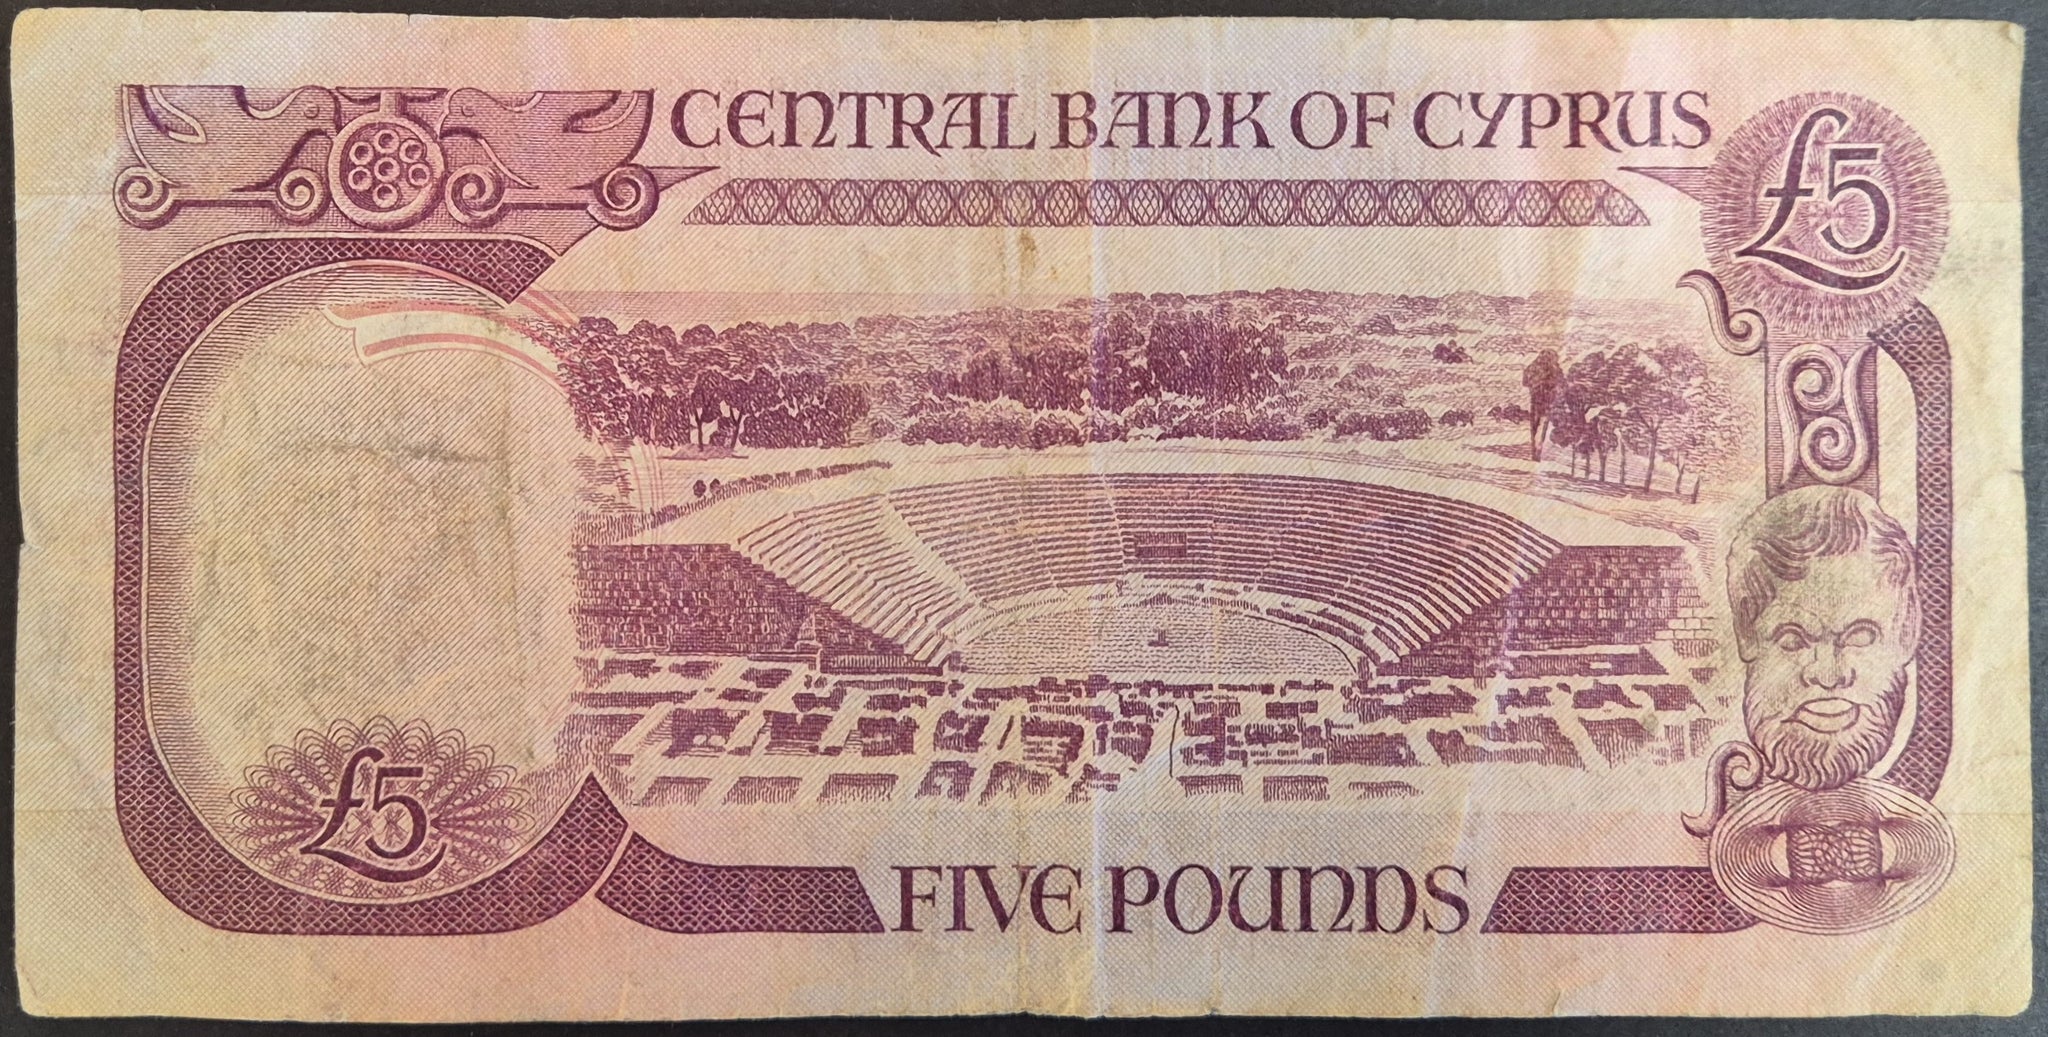 CENTRAL BANK OF CYPRUS
£5
£5
FIVE POUNDS